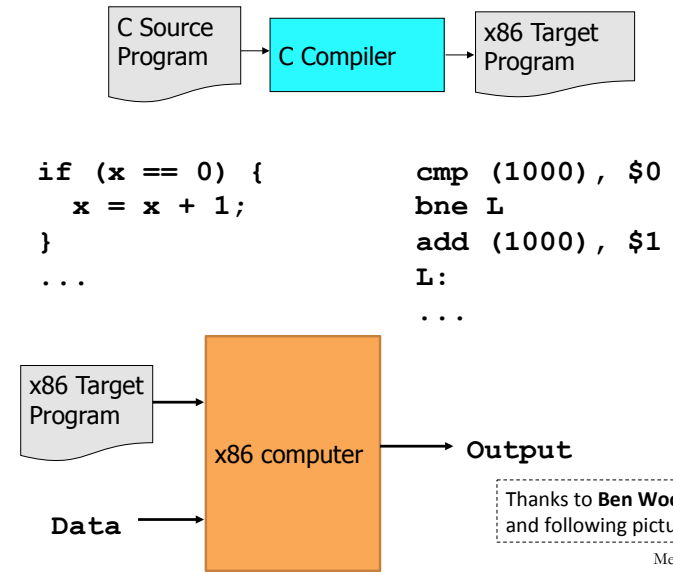 C Source
Program
C Compiler
x86 Target
Program
if (x == 0) {
x = x + 1;
}
...
cmp (1000), $0
bne L
add (1000), $1
L:
...
x86 Target
Program
x86 computer
Output
Data
Thanks to Ben
and following